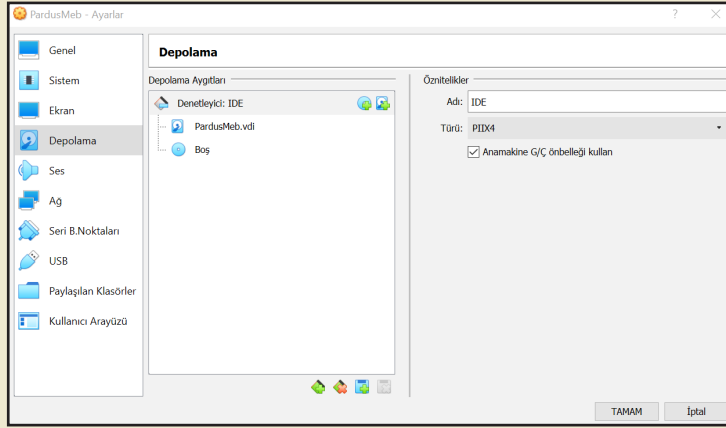 PardusMeb - Ayarlar
Genel
Sistem
Ekran
Depolama
Ses
Ağ
Seri B.Noktaları
USB
Paylaşılan Klasörler
Kullanıcı Arayüzü
Depolama
Depolama Aygıtları
Denetleyici: IDE
PardusMeb.vdi
Boş
Öznitelikler
Adı: IDE
Türü: PIIX4
Anamakine G/Ç önbelleği kullan
TAMAM
İptal